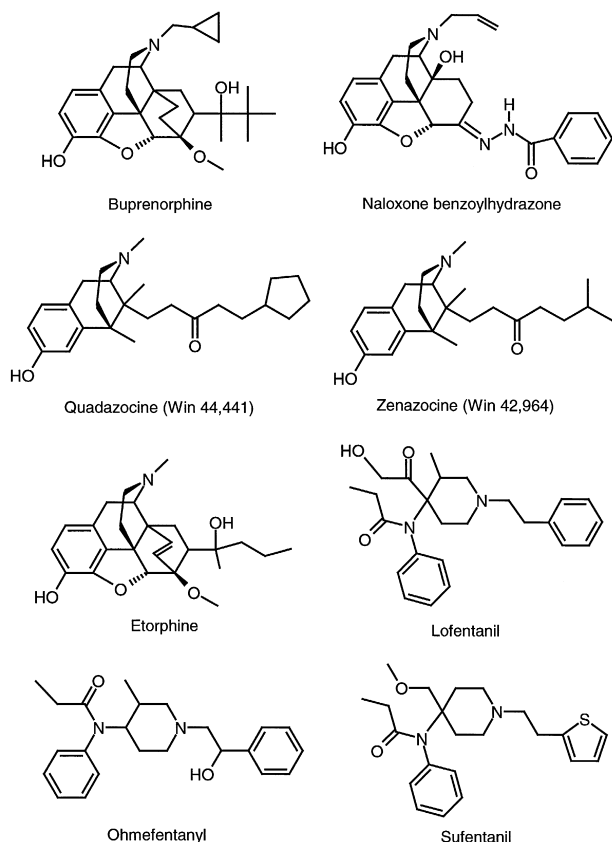 N
OH
HO
O
O
Buprenorphine
N
OH
H
N
N
HO
O
O
Naloxone benzoylhydrazone
N
O
HO
Quadazocine (Win 44,441)
N
O
HO
Zenazocine (Win 42,964)
N
OH
HO
O
O
Etorphine
HO
O
N
O
N
Lofentanil
O
N
N
HO
Ohmefentanyl
O
N
S
O
N
Sufentanil